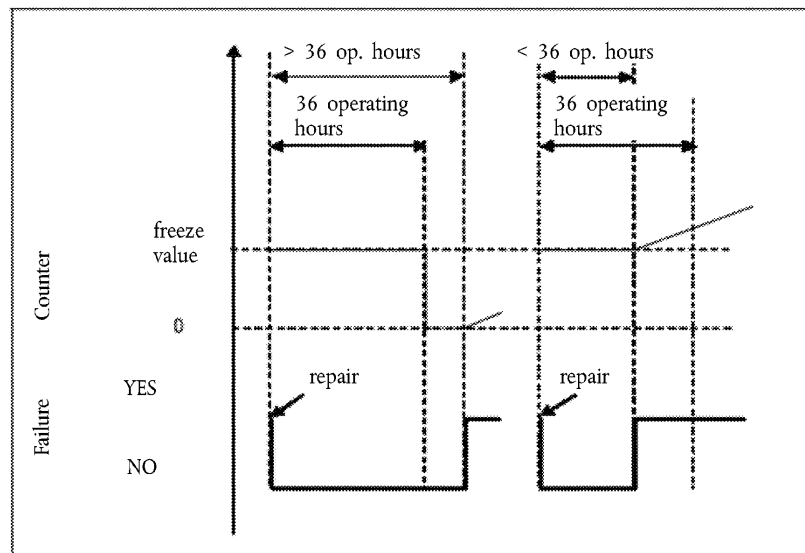 > 36 op. hours
< 36 op. hours
36 operating
hours
36 operating
hours
freeze
value
Counter
0
YES
repair
repair
Failure
NO